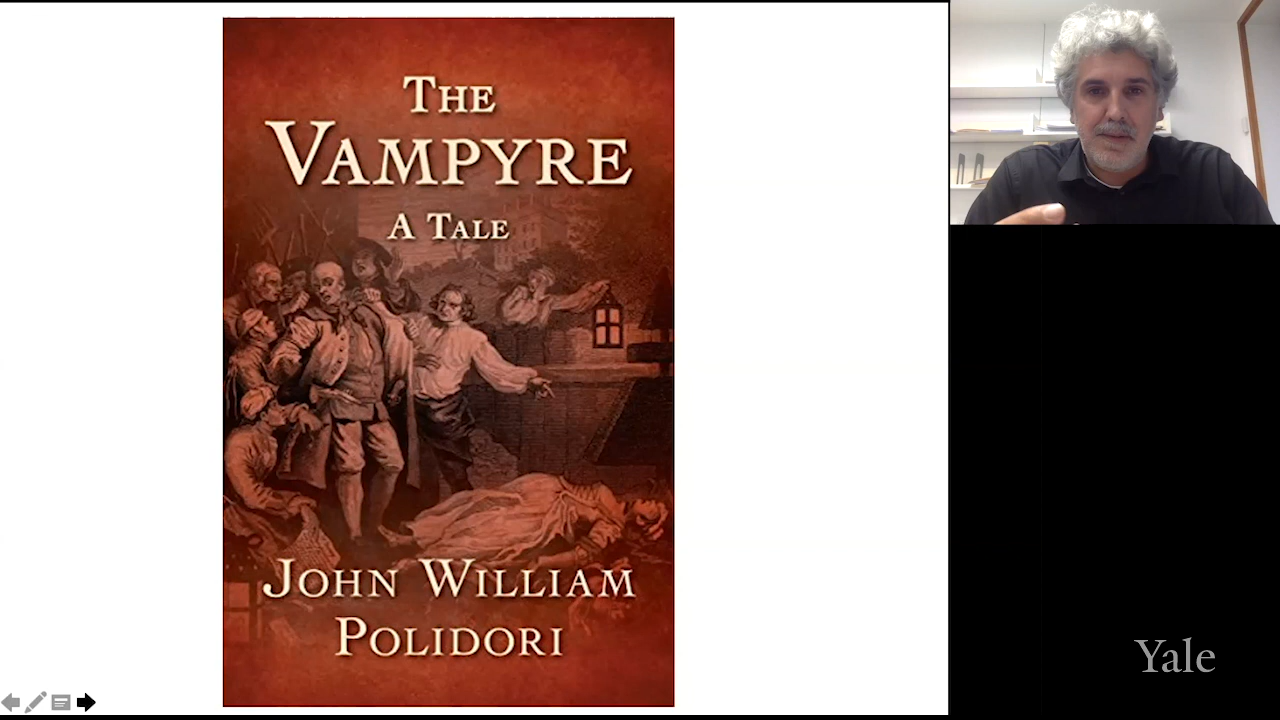 THE
VAMPYRE
A TALE
JOHN WILLIAM
POLIDORI
Yale